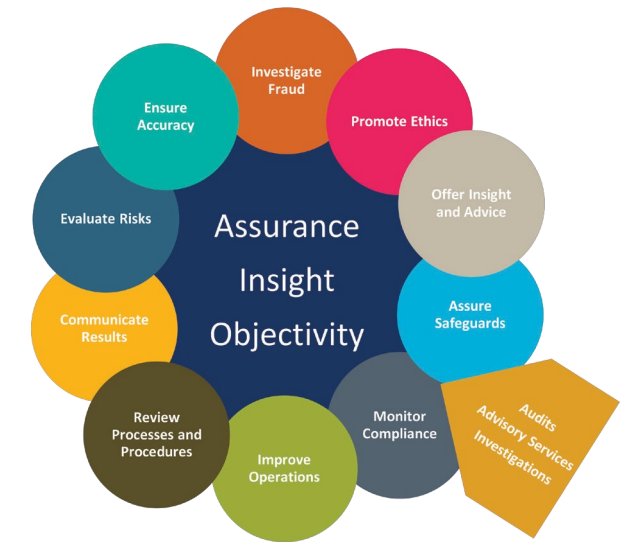 Investigate
Fraud
Promote Ethics
Offer Insight
and Advice
Assure
Safeguards
Audits
Advisory Services
Investigations
Monitor
Compliance
Improve
Operations
Review
Processes and
Procedures
Communicate
Results
Evaluate Risks
Ensure
Accuracy
Assurance
Insight
Objectivity